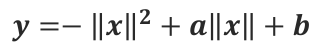 y = − ‖x‖² + a‖x‖ + b